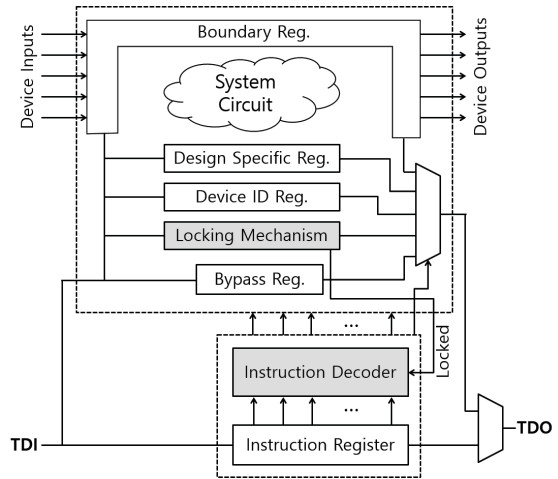 Boundary Reg.
Device Inputs
Device Outputs
System
Circuit
Design Specific Reg.
Device ID Reg.
Locking Mechanism
Bypass Reg.
...
Locked
Instruction Decoder
...
TDI
Instruction Register
TDO